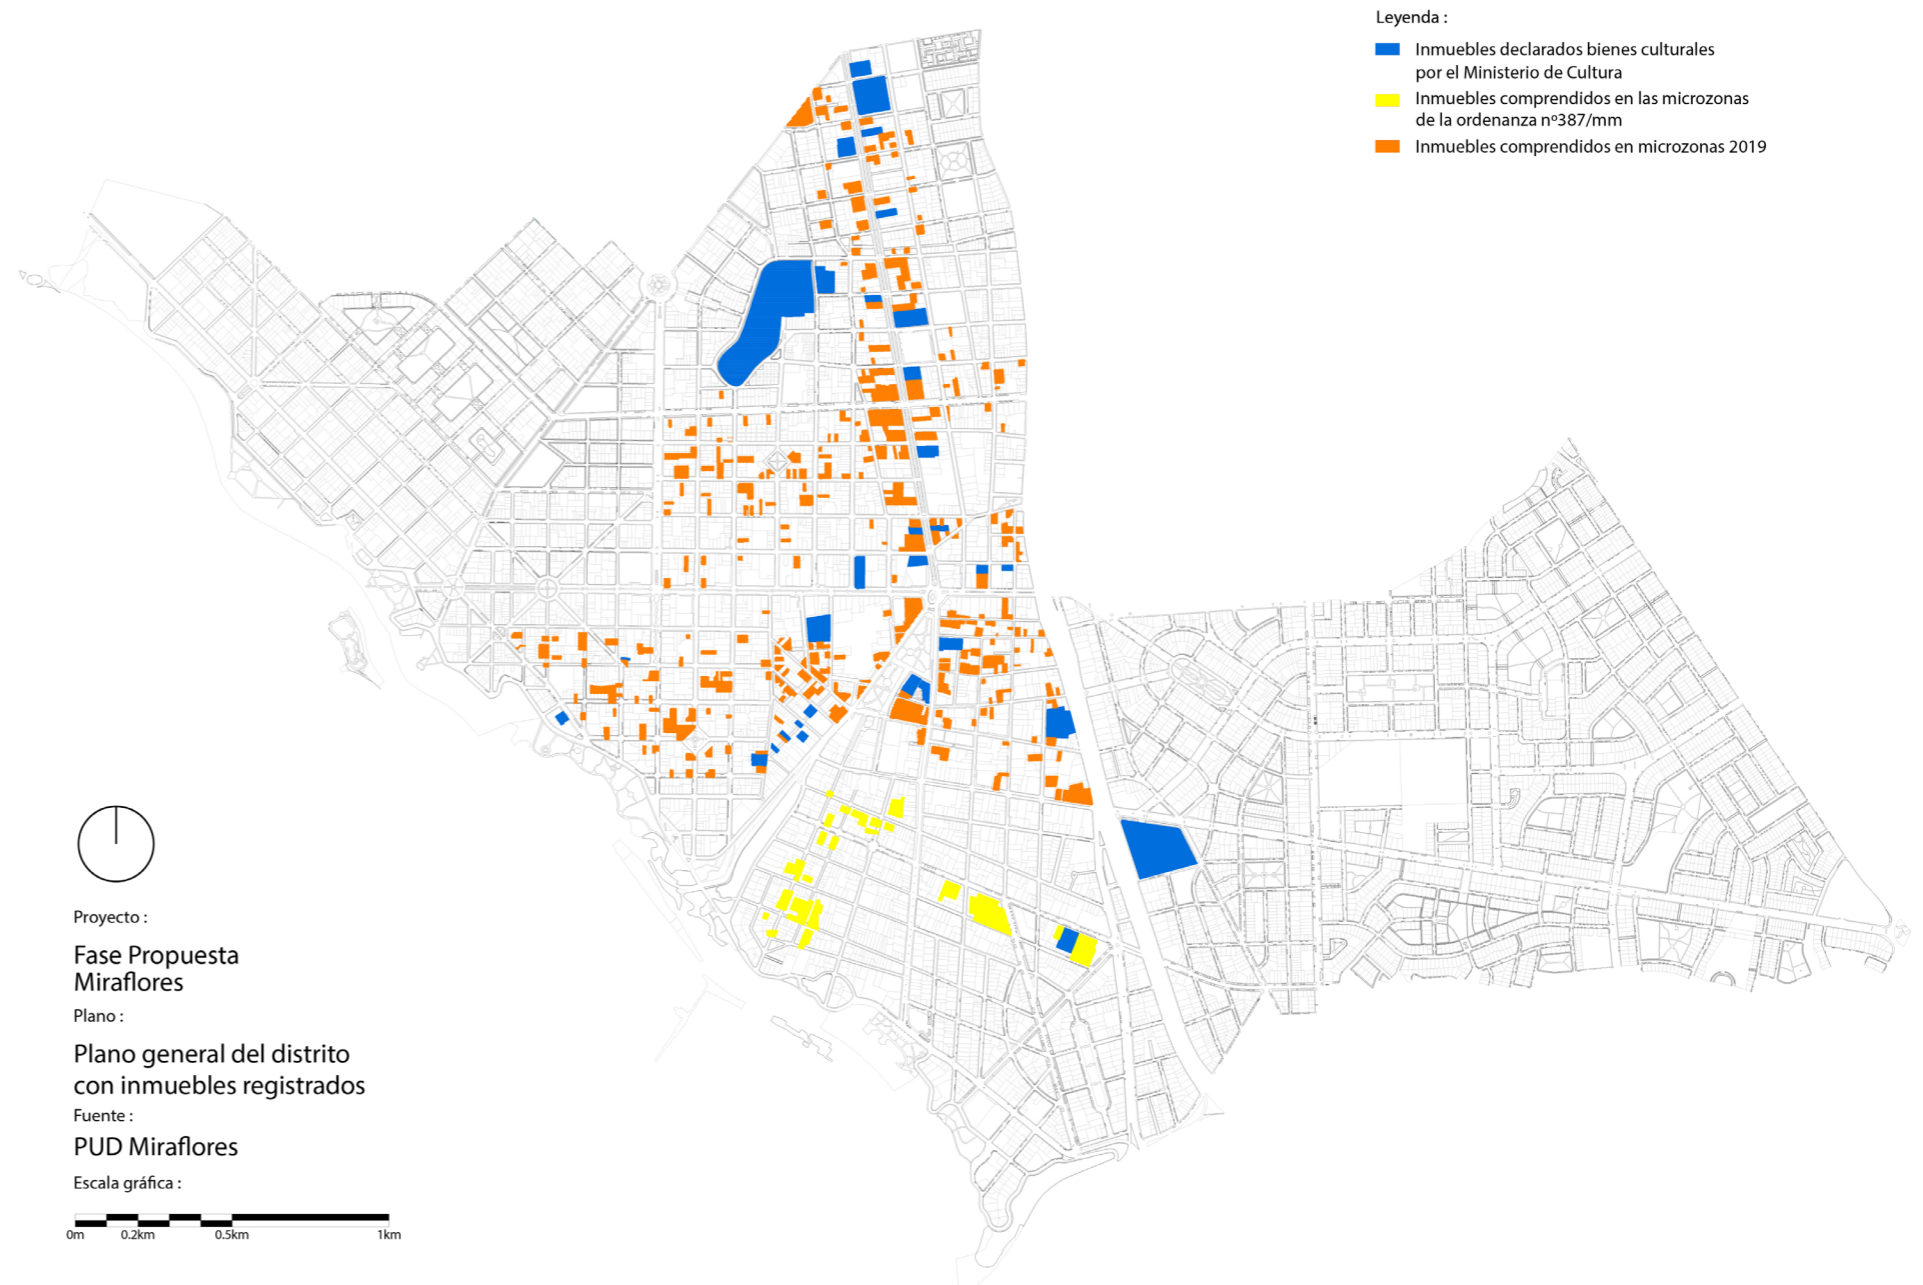 Leyenda :
Inmuebles declarados bienes culturales
por el Ministerio de Cultura
Inmuebles comprendidos en las microzonas
de la ordenanza nº387/mm
Inmuebles comprendidos en microzonas 2019
Proyecto :
Fase Propuesta
Miraflores
Plano :
Plano general del distrito
con inmuebles registrados
Fuente :
PUD Miraflores
Escala gráfica :
0m 0.2km 0.5km 1km